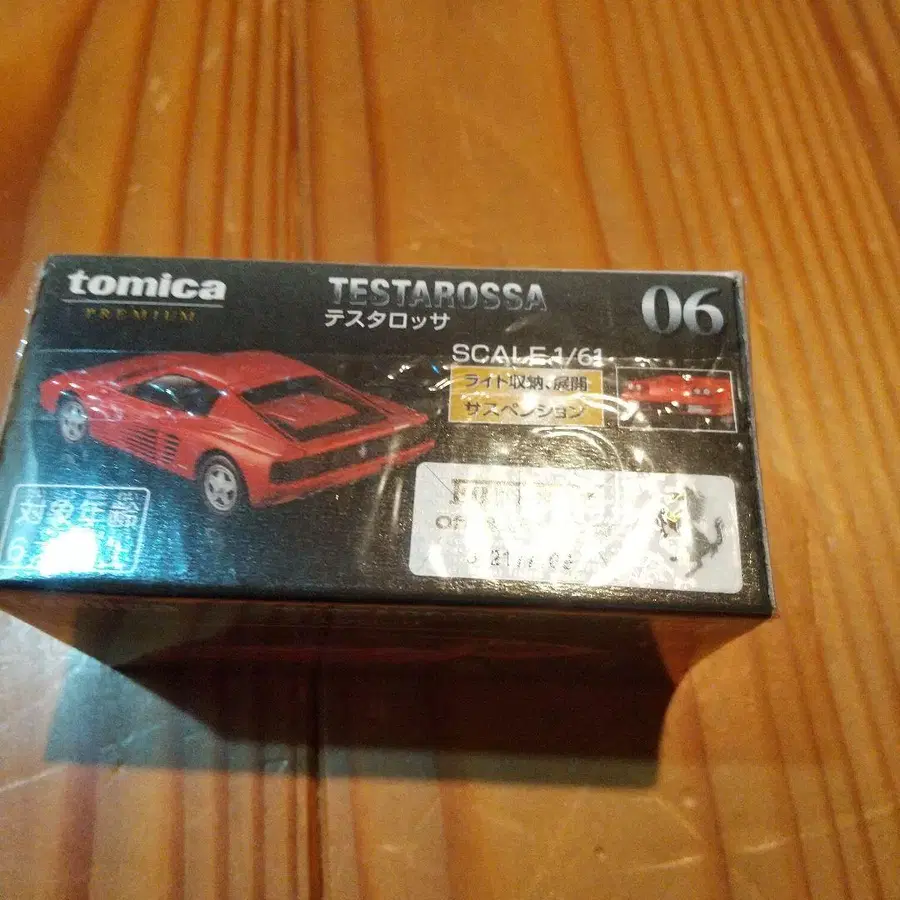 tomica
PREMIUM
TESTAROSSA
テスタロッサ
06
SCALE 1/61
ライト収納、展開
サスペンション
対象年齢
6